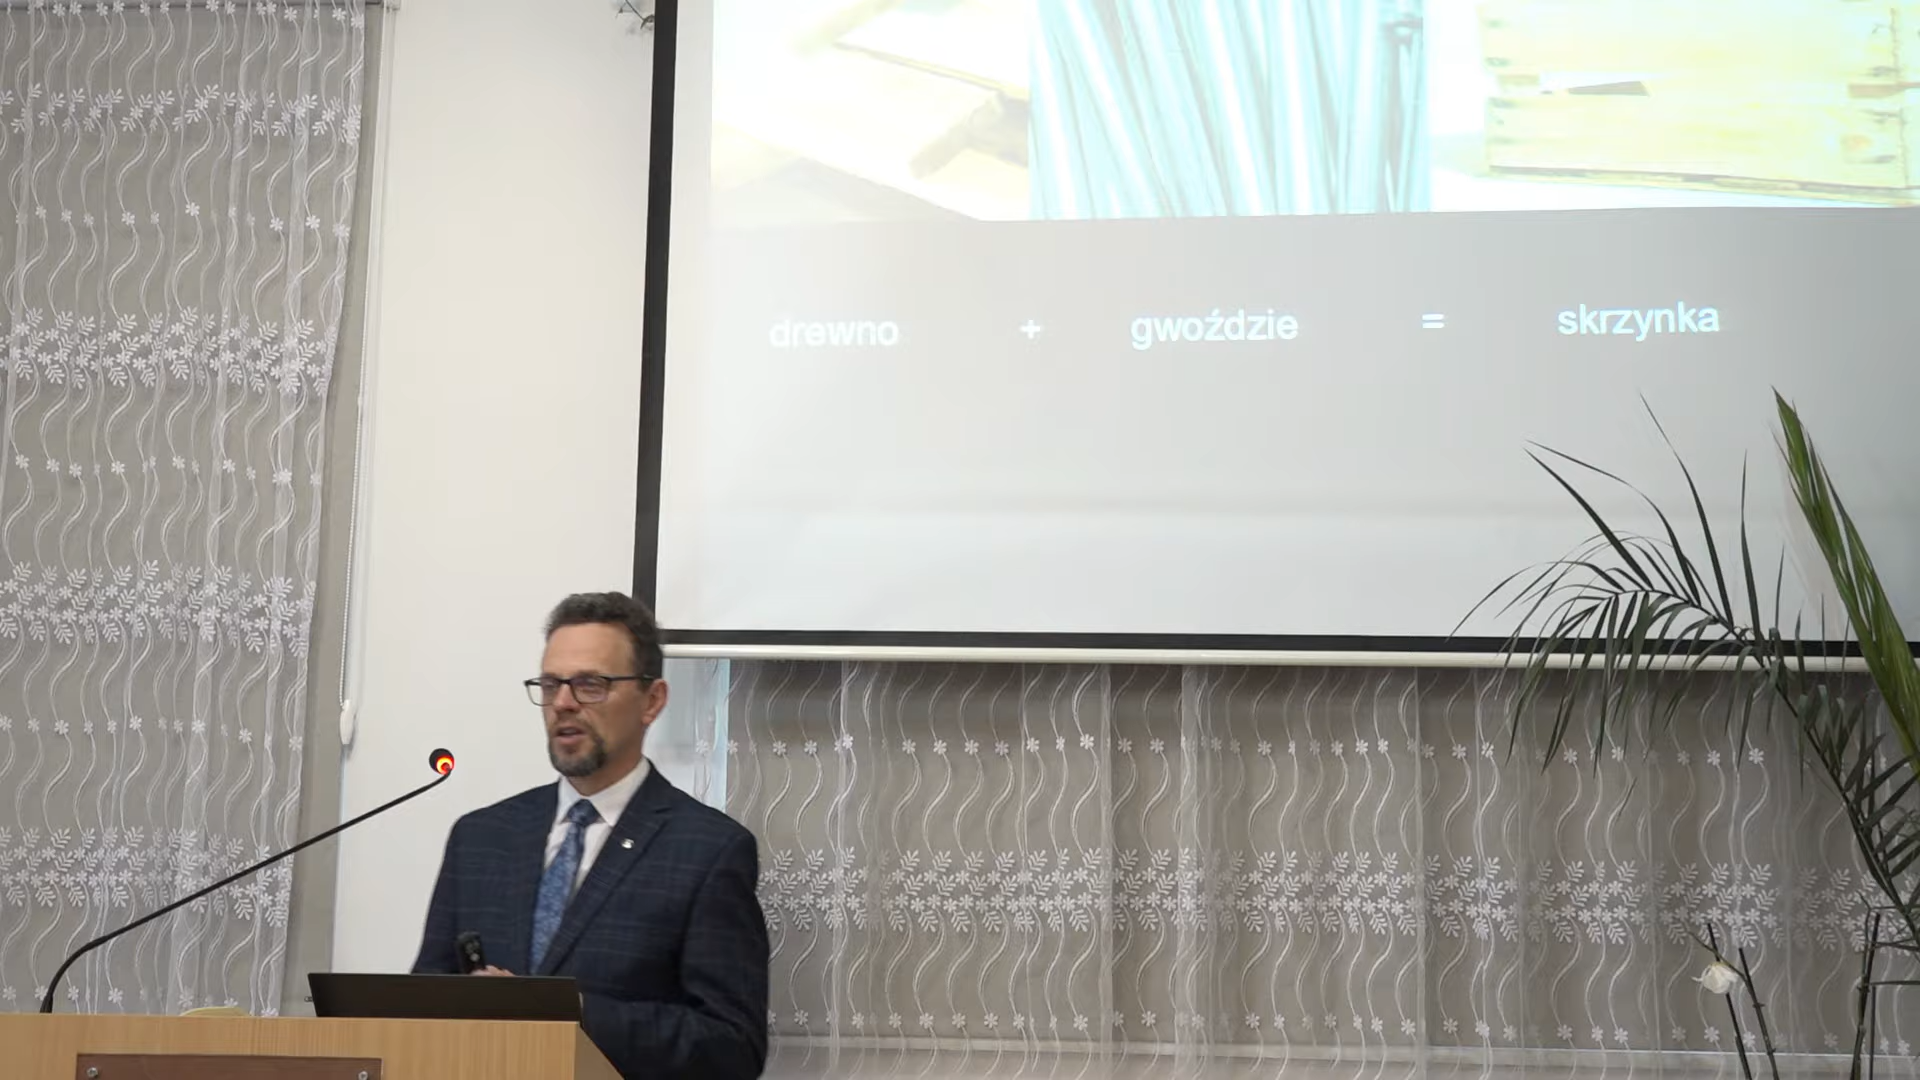 drewno + gwoździe = skrzynka